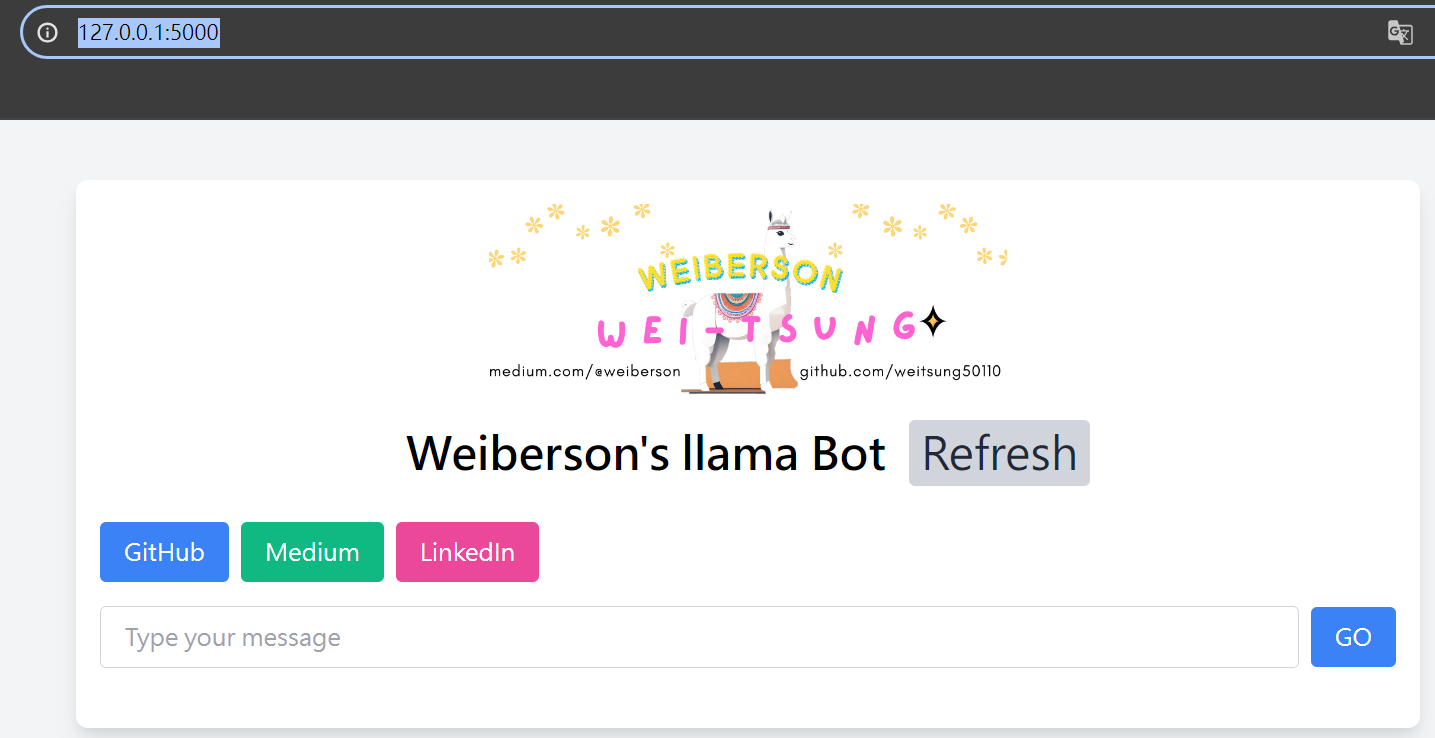 127.0.0.1:5000
WEIBERSON
WEI-TSUNG
medium.com/@weiberson github.com/weitsung50110
Weiberson's llama Bot Refresh
GitHub Medium LinkedIn
Type your message GO